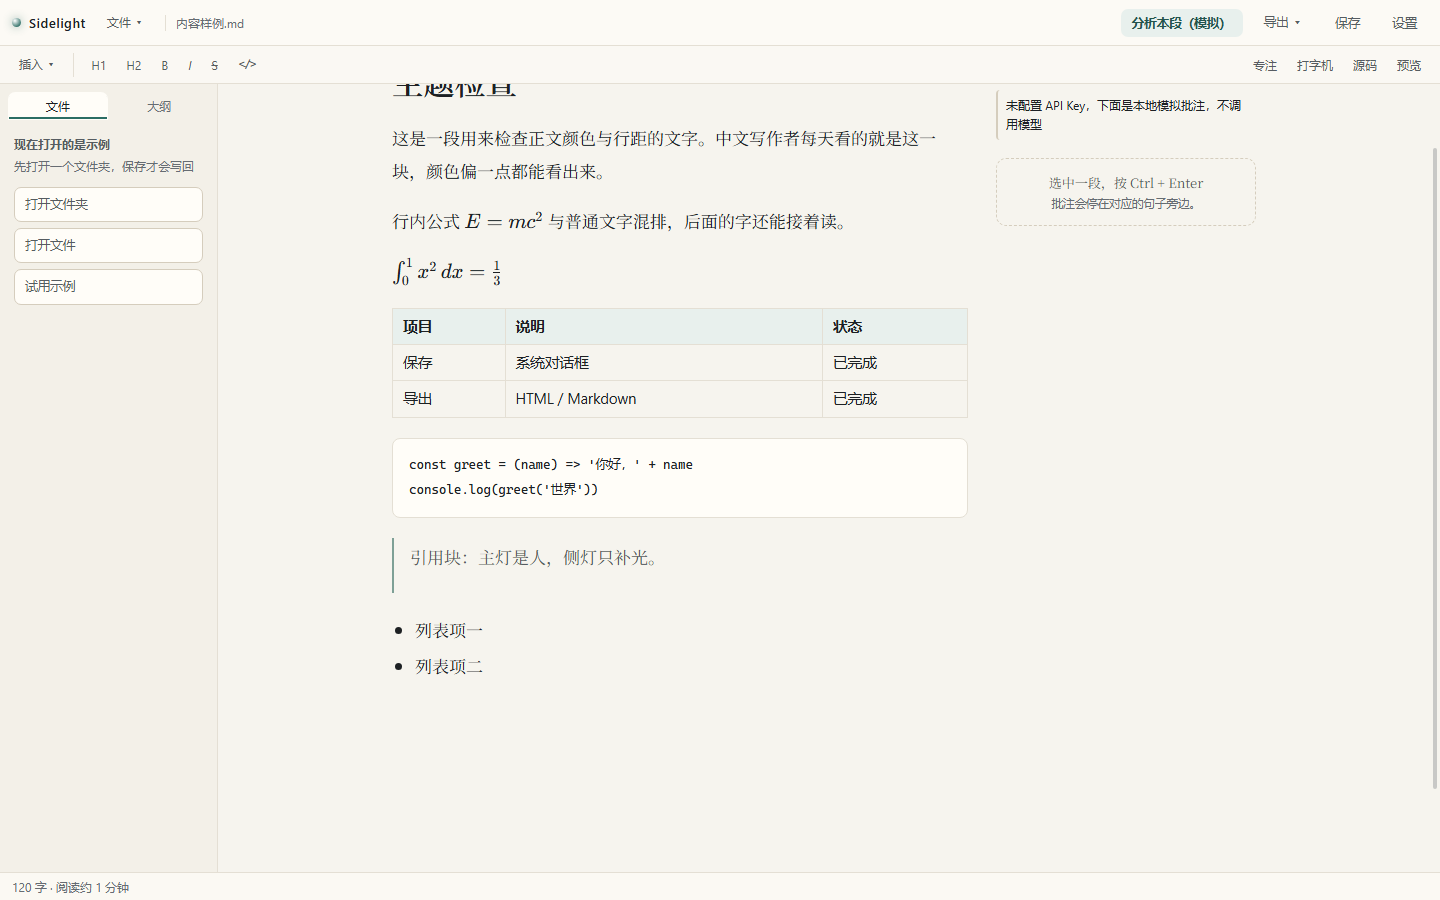 Sidelight 文件 ▾ 内容样例.md 分析本段（模拟） 导出 ▾ 保存 设置
插入 ▾ H1 H2 B I S </> 专注 打字机 源码 预览
文件 大纲
现在打开的是示例
先打开一个文件夹，保存才会写回
打开文件夹
打开文件
试用示例
主题检查
这是一段用来检查正文颜色与行距的文字。中文写作者每天看的就是这一
块，颜色偏一点都能看出来。
行内公式 E = mc² 与普通文字混排，后面的字还能接着读。
∫₀¹ x² dx = 1/3
项目 说明 状态
保存 系统对话框 已完成
导出 HTML / Markdown 已完成
const greet = (name) => '你好，' + name
console.log(greet('世界'))
引用块：主灯是人，侧灯只补光。
• 列表项一
• 列表项二
未配置 API Key，下面是本地模拟批注，不调
用模型
选中一段，按 Ctrl + Enter
批注会停在对应的句子旁边。
120 字 · 阅读约 1 分钟